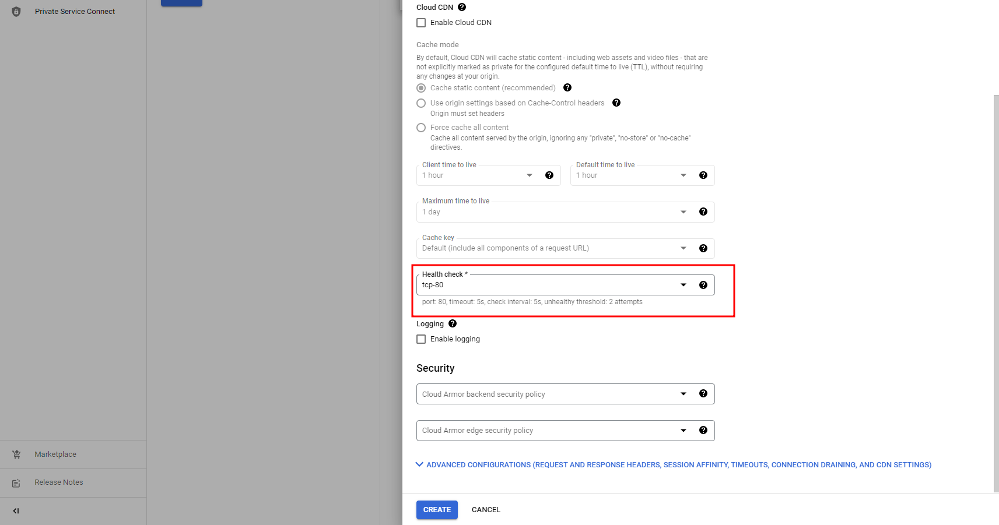 Private Service Connect
Cloud CDN
Enable Cloud CDN
Cache mode
By default, Cloud CDN will cache static content - including web assets and video files - that are
not explicitly marked as private for the configured default time to live (TTL), without requiring
any changes at your origin.
Cache static content (recommended)
Use origin settings based on Cache-Control headers
Origin must set headers
Force cache all content
Cache all content served by the origin, ignoring any "private", "no-store" or "no-cache"
directives.
Client time to live
1 hour
Default time to live
1 hour
Maximum time to live
1 day
Cache key
Default (include all components of a request URL)
Health check *
tcp-80
port: 80, timeout: 5s, check interval: 5s, unhealthy threshold: 2 attempts
Logging
Enable logging
Security
Cloud Armor backend security policy
Cloud Armor edge security policy
ADVANCED CONFIGURATIONS (REQUEST AND RESPONSE HEADERS, SESSION AFFINITY, TIMEOUTS, CONNECTION DRAINING, AND CDN SETTINGS)
Marketplace
Release Notes
CREATE
CANCEL